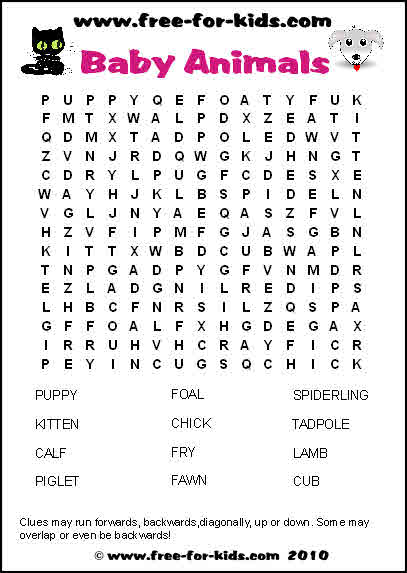 www.free-for-kids.com
Baby Animals
P U P P Y Q E F O A T Y F U K
F M T X W A L P D X Z E A T I
Q D M X T A D P O L E D W V T
Z V N J R D Q W G K J H N G T
C D R Y L P U G F C D E S X E
W A Y H J K L B S P I D E L N
V G L J N Y A E Q A S Z F V L
H Z V F I P M F G J A S G B N
K I T T X W B D C U B W A P L
T N P G A D P Y G F V N M D R
E Z L A D G N I L R E D I P S
L H B C F N R S I L Z Q S P A
G F F O A L F X H G D E G A X
I R R U H V H C R A Y F I C R
P E Y I N C U G S Q C H I C K
PUPPY FOAL SPIDERLING
KITTEN CHICK TADPOLE
CALF FRY LAMB
PIGLET FAWN CUB
Clues may run forwards, backwards,diagonally, up or down. Some may
overlap or even be backwards!
© www.free-for-kids.com 2010